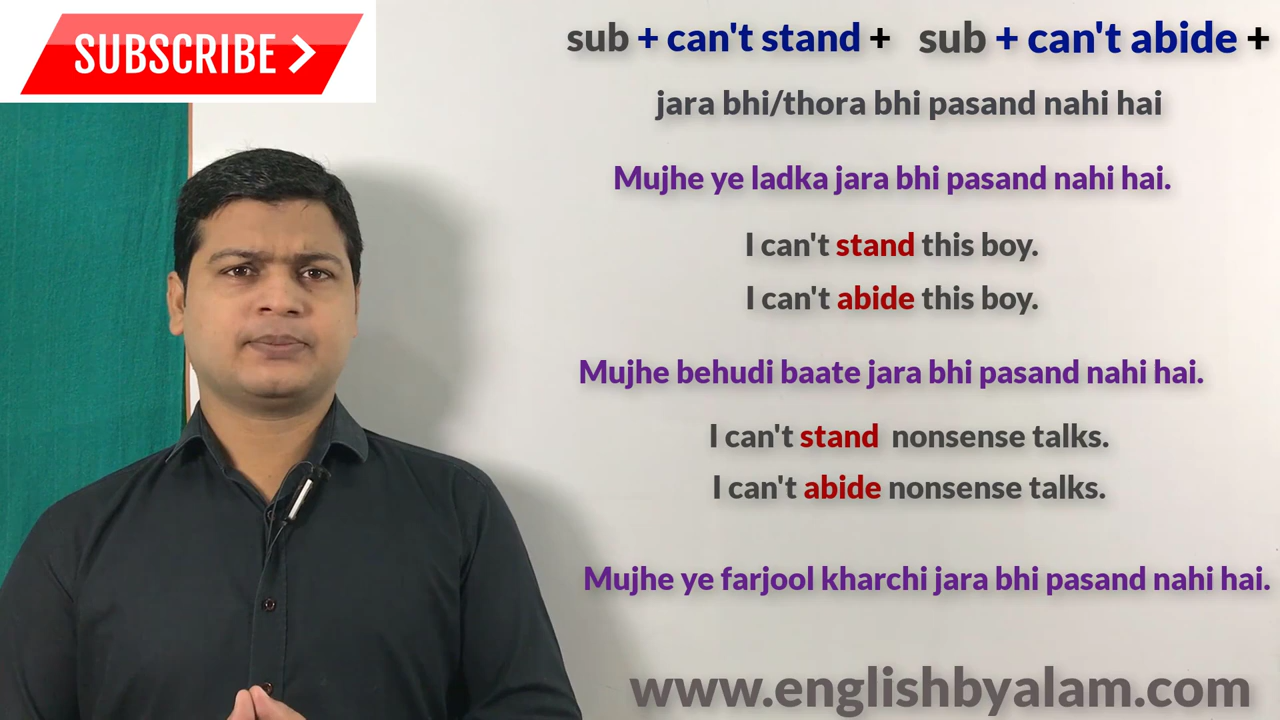 SUBSCRIBE
sub + can't stand + sub + can't abide +
jara bhi/thora bhi pasand nahi hai
Mujhe ye ladka jara bhi pasand nahi hai.
I can't stand this boy.
I can't abide this boy.
Mujhe behudi baate jara bhi pasand nahi hai.
I can't stand nonsense talks.
I can't abide nonsense talks.
Mujhe ye farjool kharchi jara bhi pasand nahi hai.
www.englishbyalam.com